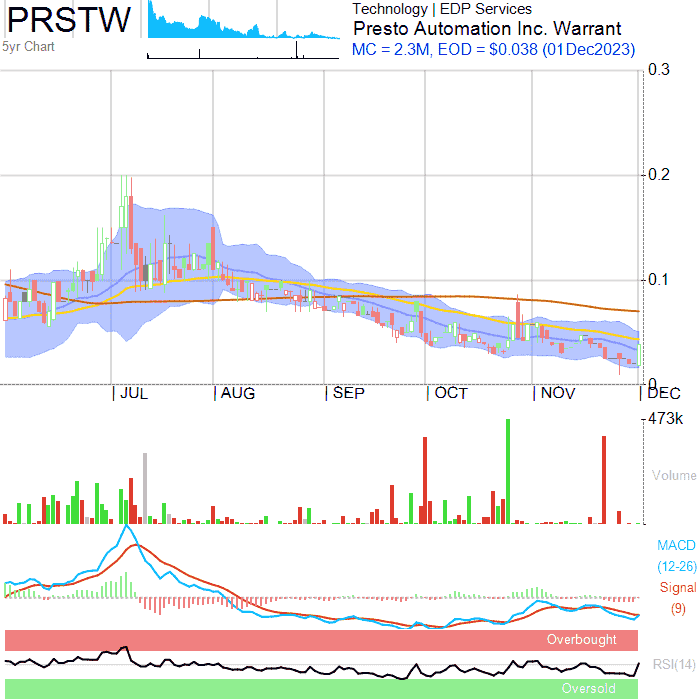 PRSTW
5yr Chart
Technology | EDP Services
Presto Automation Inc. Warrant
MC = 2.3M, EOD = $0.038 (01Dec2023)
0.3
0.2
0.1
0
JUL
AUG
SEP
OCT
NOV
DEC
473k
Volume
MACD
(12-26)
Signal
(9)
Overbought
RSI(14)
Oversold